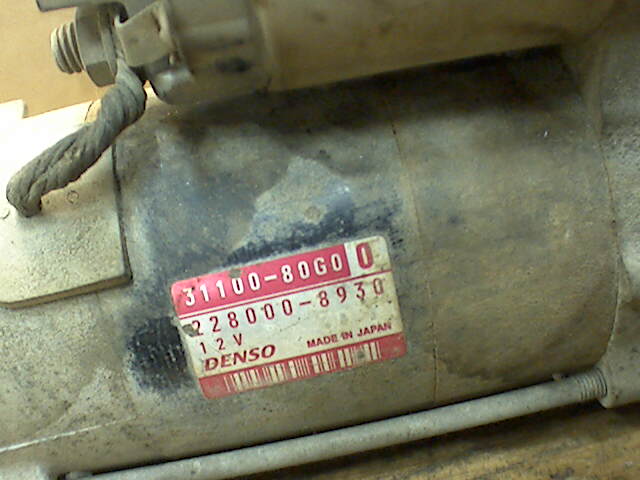 31100-80G0 0
228000-8930
12V
DENSO MADE IN JAPAN